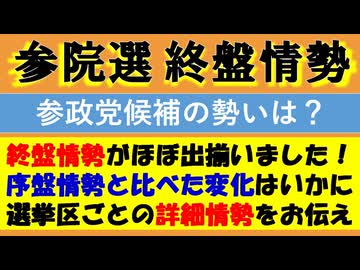 参院選 終盤情勢
参政党候補の勢いは？
終盤情勢がほぼ出揃いました！
序盤情勢と比べた変化はいかに
選挙区ごとの詳細情勢をお伝え